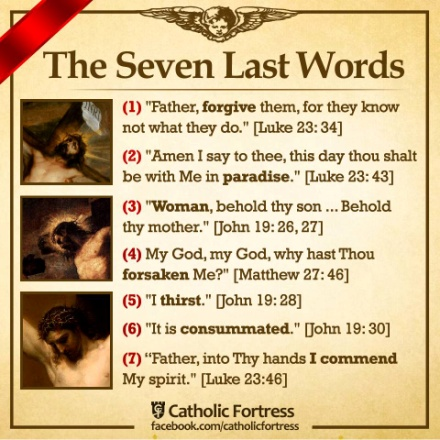 The Seven Last Words
(1) "Father, forgive them, for they know
not what they do." [Luke 23: 34]
(2) "Amen I say to thee, this day thou shalt
be with Me in paradise." [Luke 23: 43]
(3) "Woman, behold thy son ... Behold
thy mother." [John 19: 26, 27]
(4) My God, my God, why hast Thou
forsaken Me?" [Matthew 27: 46]
(5) "I thirst." [John 19: 28]
(6) "It is consummated." [John 19: 30]
(7) “Father, into Thy hands I commend
My spirit." [Luke 23:46]
Catholic Fortress
facebook.com/catholicfortress